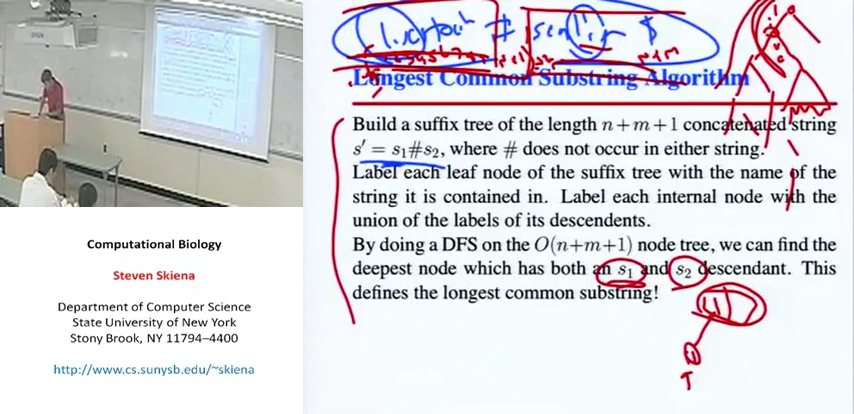 Computational Biology
Steven Skiena
Department of Computer Science
State University of New York
Stony Brook, NY 11794–4400
http://www.cs.sunysb.edu/~skiena
# $
Longest Common Substring Algorithm
Build a suffix tree of the length n+m+1 concatenated string
s′ = s₁#s₂, where # does not occur in either string.
Label each leaf node of the suffix tree with the name of the
string it is contained in. Label each internal node with the
union of the labels of its descendents.
By doing a DFS on the O(n+m+1) node tree, we can find the
deepest node which has both an s₁ and s₂ descendant. This
defines the longest common substring!
T